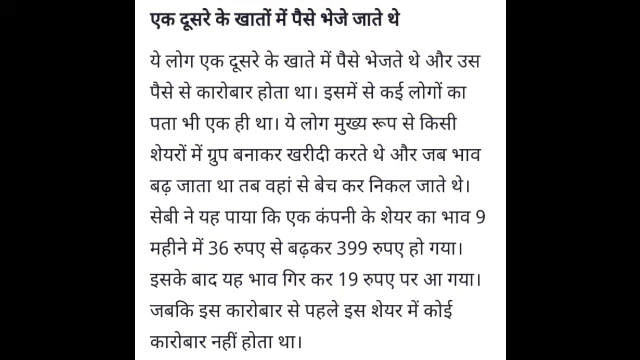 एक दूसरे के खातों में पैसे भेजे जाते थे
ये लोग एक दूसरे के खाते में पैसे भेजते थे और उस
पैसे से कारोबार होता था। इसमें से कई लोगों का
पता भी एक ही था। ये लोग मुख्य रूप से किसी
शेयरों में ग्रुप बनाकर खरीदी करते थे और जब भाव
बढ़ जाता था तब वहां से बेच कर निकल जाते थे।
सेबी ने यह पाया कि एक कंपनी के शेयर का भाव 9
महीने में 36 रुपए से बढ़कर 399 रुपए हो गया।
इसके बाद यह भाव गिर कर 19 रुपए पर आ गया।
जबकि इस कारोबार से पहले इस शेयर में कोई
कारोबार नहीं होता था।